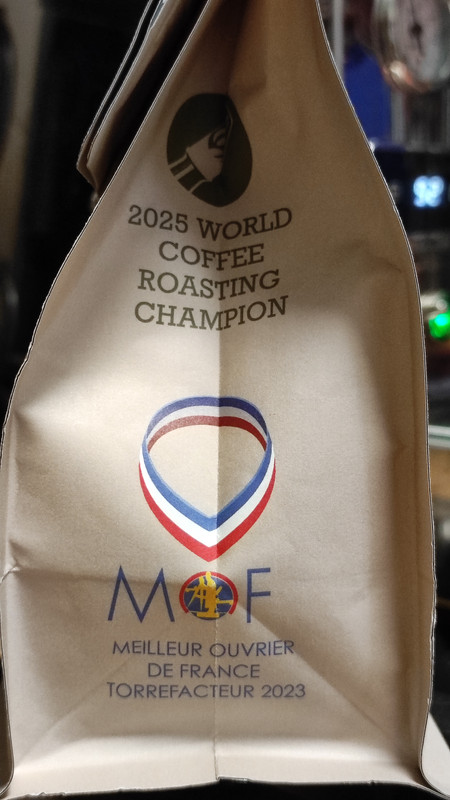 2025 WORLD
COFFEE
ROASTING
CHAMPION
MOF
MEILLEUR OUVRIER
DE FRANCE
TORREFACTEUR 2023